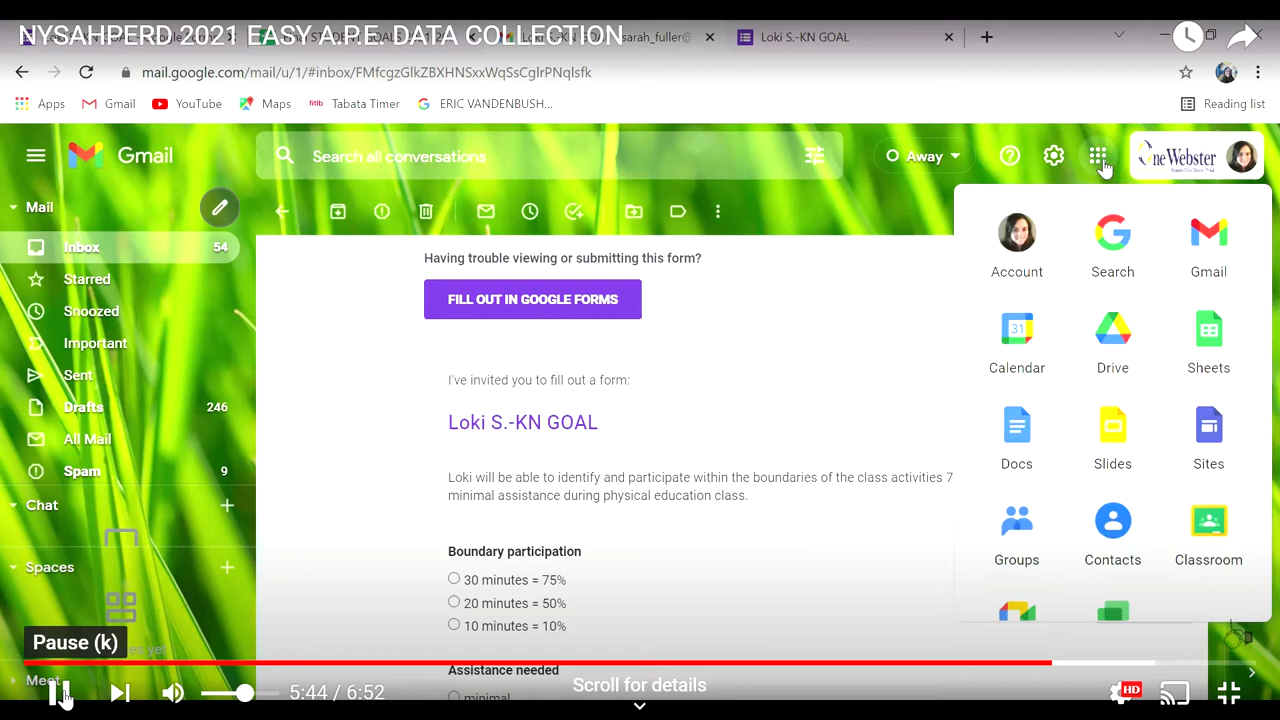 NYSAHPERD 2021 EASY A.P.E. DATA COLLECTION
sarah_fuller@
Loki S.-KN GOAL
mail.google.com/mail/u/1/#inbox/FMfcgzGlkZBXHNSxxWqSsCglrPNqlsfk
Apps Gmail YouTube Maps fitlb Tabata Timer ERIC VANDENBUSH... Reading list
Gmail
Search all conversations
Away
OneWebster
Mail
Inbox 54
Starred
Snoozed
Important
Sent
Drafts 246
All Mail
Spam 9
Chat
Spaces
Meet
Having trouble viewing or submitting this form?
FILL OUT IN GOOGLE FORMS
I've invited you to fill out a form:
Loki S.-KN GOAL
Loki will be able to identify and participate within the boundaries of the class activities 7
minimal assistance during physical education class.
Boundary participation
30 minutes = 75%
20 minutes = 50%
10 minutes = 10%
Assistance needed
minimal
Account Search Gmail
31
Calendar Drive Sheets
Docs Slides Sites
Groups Contacts Classroom
Pause (k)
5:44 / 6:52
Scroll for details
HD